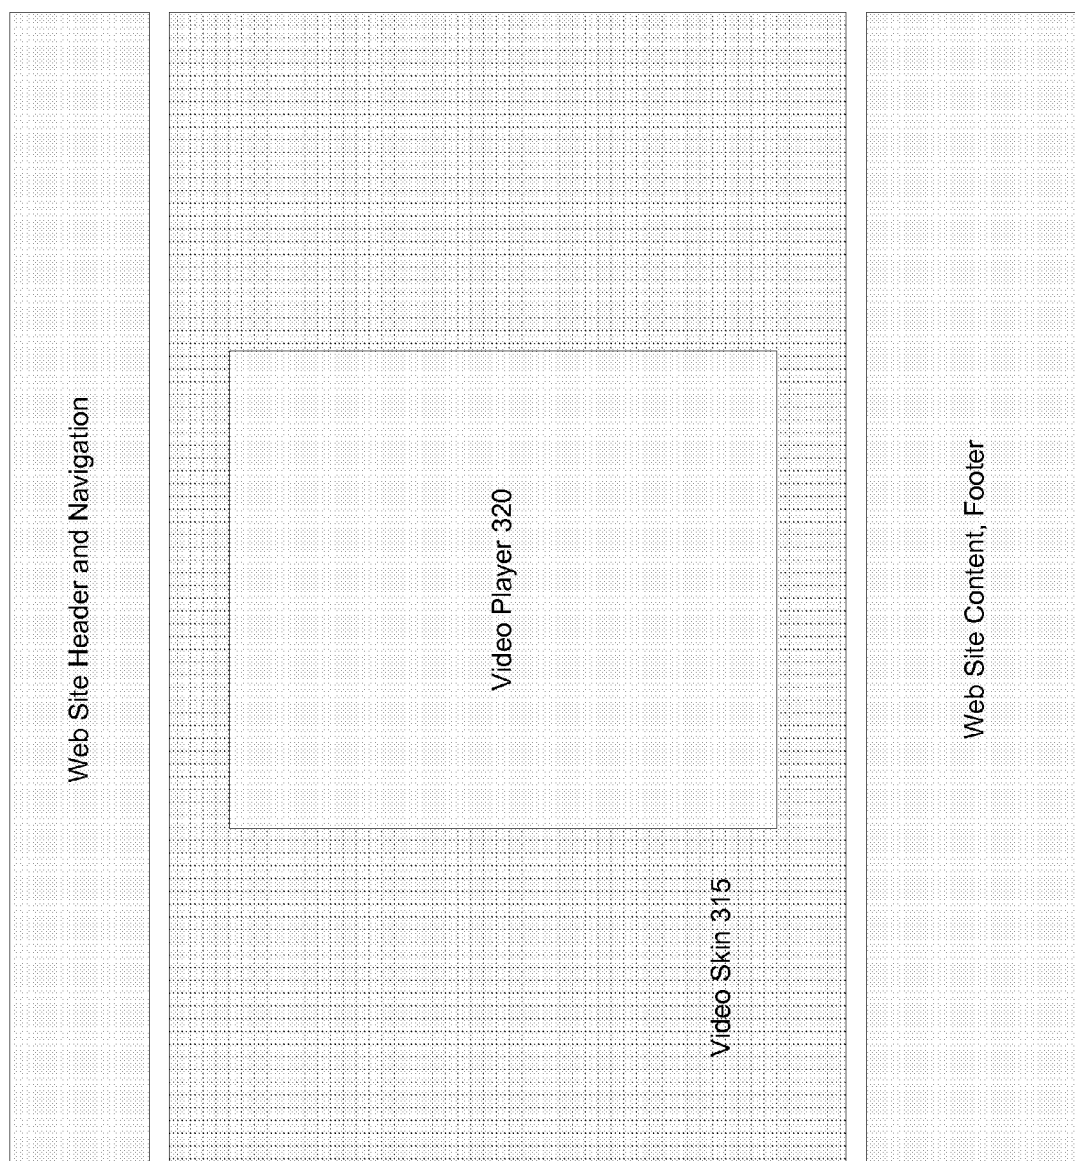 Web Site Header and Navigation
Video Player 320
Video Skin 315
Web Site Content, Footer